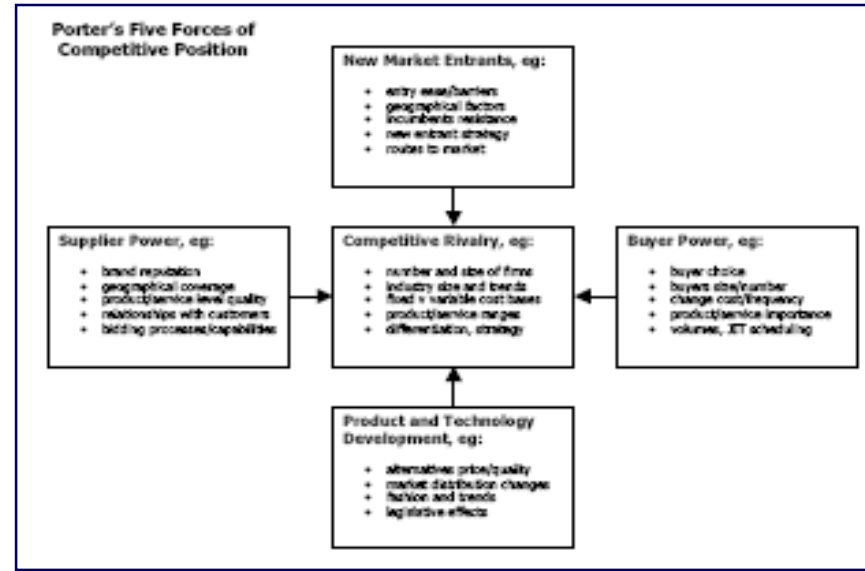 Porter's Five Forces of
Competitive Position
New Market Entrants, eg:
• entry ease/barriers
• geographical factors
• incumbents resistance
• new entrant strategy
• routes to market
Supplier Power, eg:
• brand reputation
• geographical coverage
• product/service level quality
• relationships with customers
• bidding processes/capabilities
Competitive Rivalry, eg:
• number and size of firms
• industry size and trends
• fixed v variable cost bases
• product/service ranges
• differentiation, strategy
Buyer Power, eg:
• buyer choice
• buyers size/number
• change cost/frequency
• product/service importance
• volumes, JIT scheduling
Product and Technology
Development, eg:
• alternatives price/quality
• market distribution changes
• fashion and trends
• legislative effects